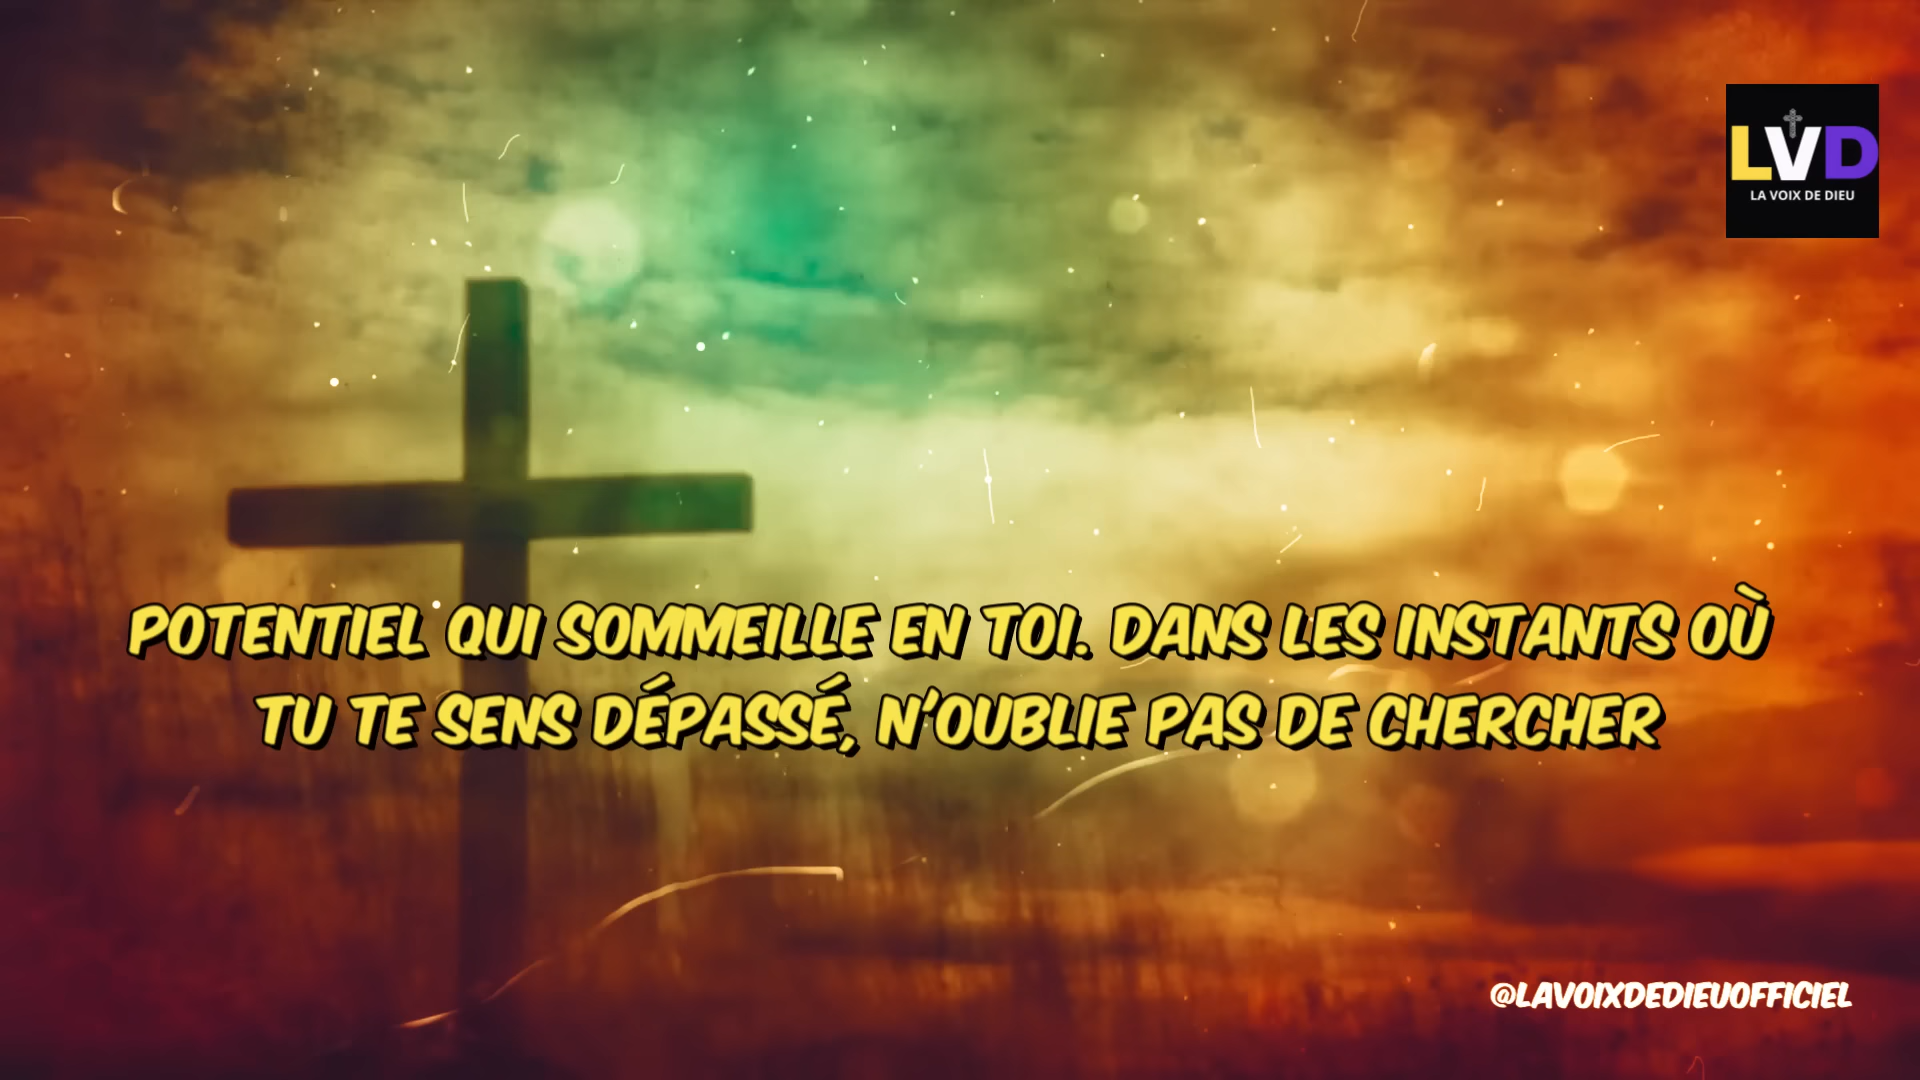 LVD
LA VOIX DE DIEU
POTENTIEL QUI SOMMEILLE EN TOI. DANS LES INSTANTS OÙ
TU TE SENS DÉPASSÉ, N'OUBLIE PAS DE CHERCHER
@LAVOIXDEDIEUOFFICIEL